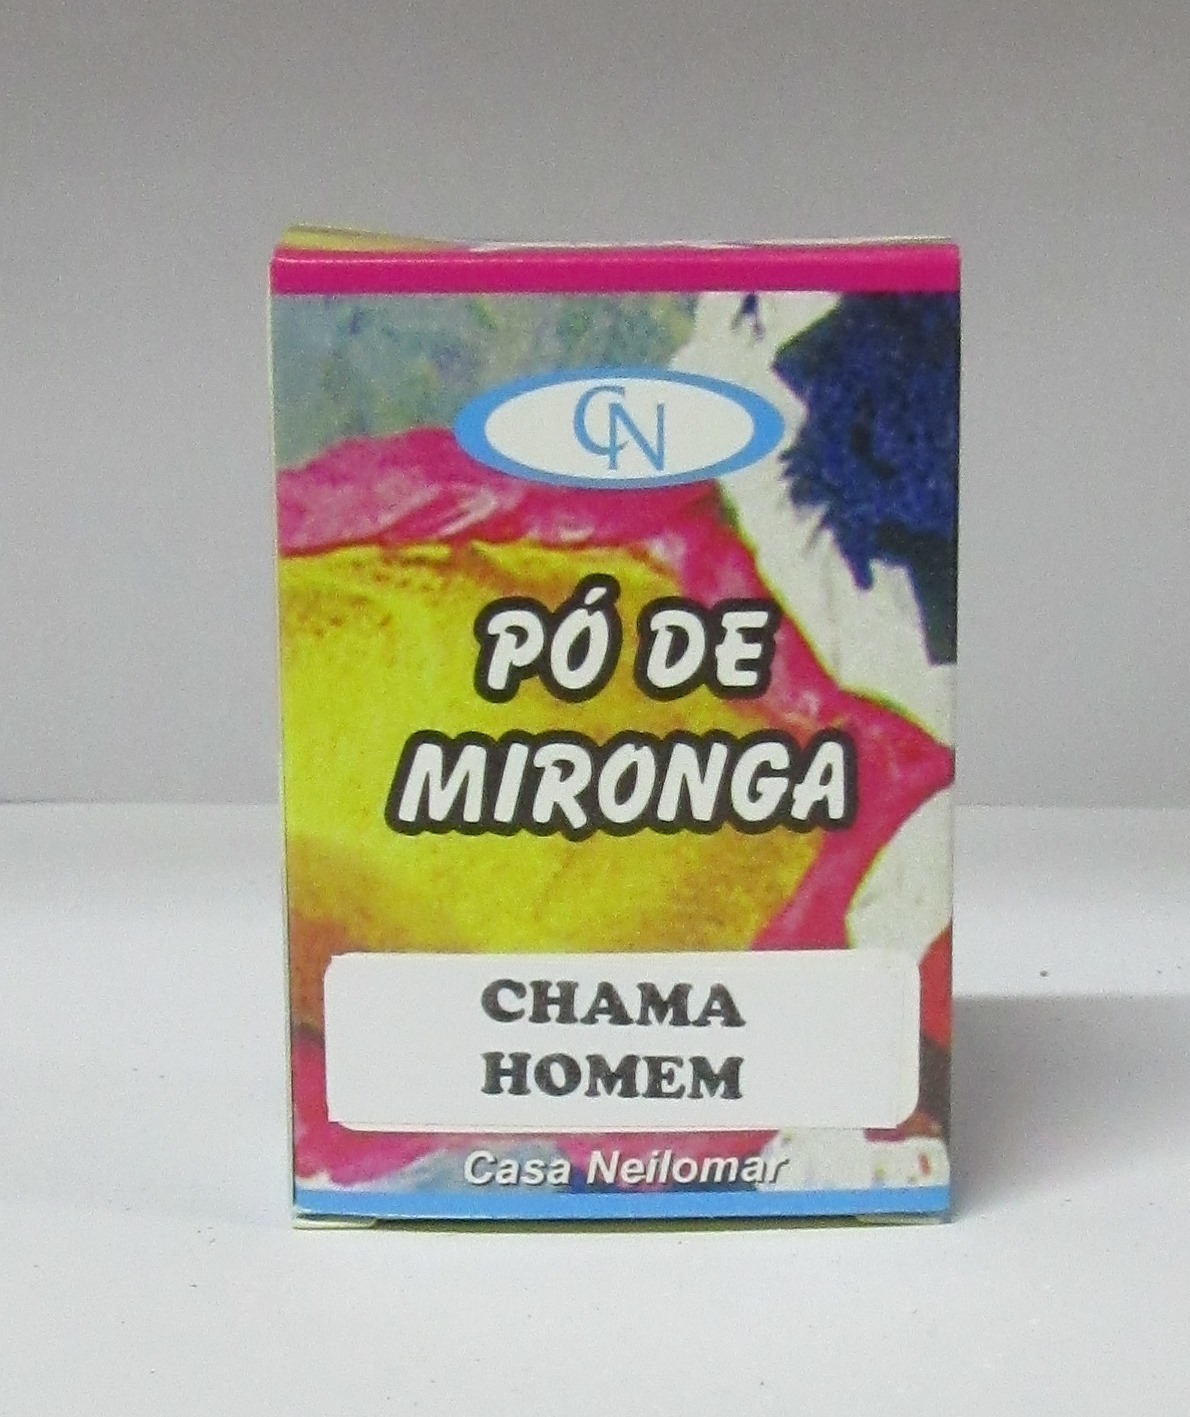 CN
PÓ DE
MIRONGA
CHAMA
HOMEM
Casa Neilomar